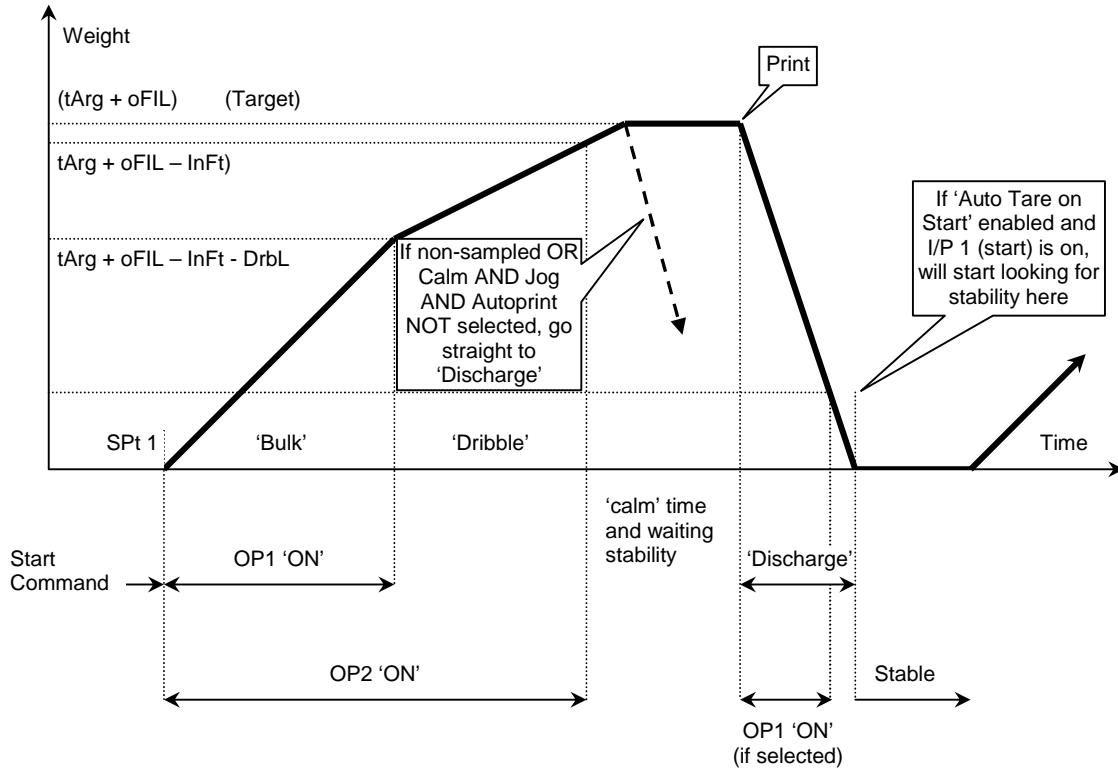 Weight
Print
(tArg + oFIL) (Target)
tArg + oFIL – InFt)
If ‘Auto Tare on
Start’ enabled and
I/P 1 (start) is on,
will start looking for
stability here
tArg + oFIL – InFt - DrbL
If non-sampled OR
Calm AND Jog
AND Autoprint
NOT selected, go
straight to
‘Discharge’
SPt 1
‘Bulk’
‘Dribble’
Time
‘calm’ time
and waiting
stability
Start
Command
OP1 ‘ON’
‘Discharge’
OP2 ‘ON’
Stable
OP1 ‘ON’
(if selected)